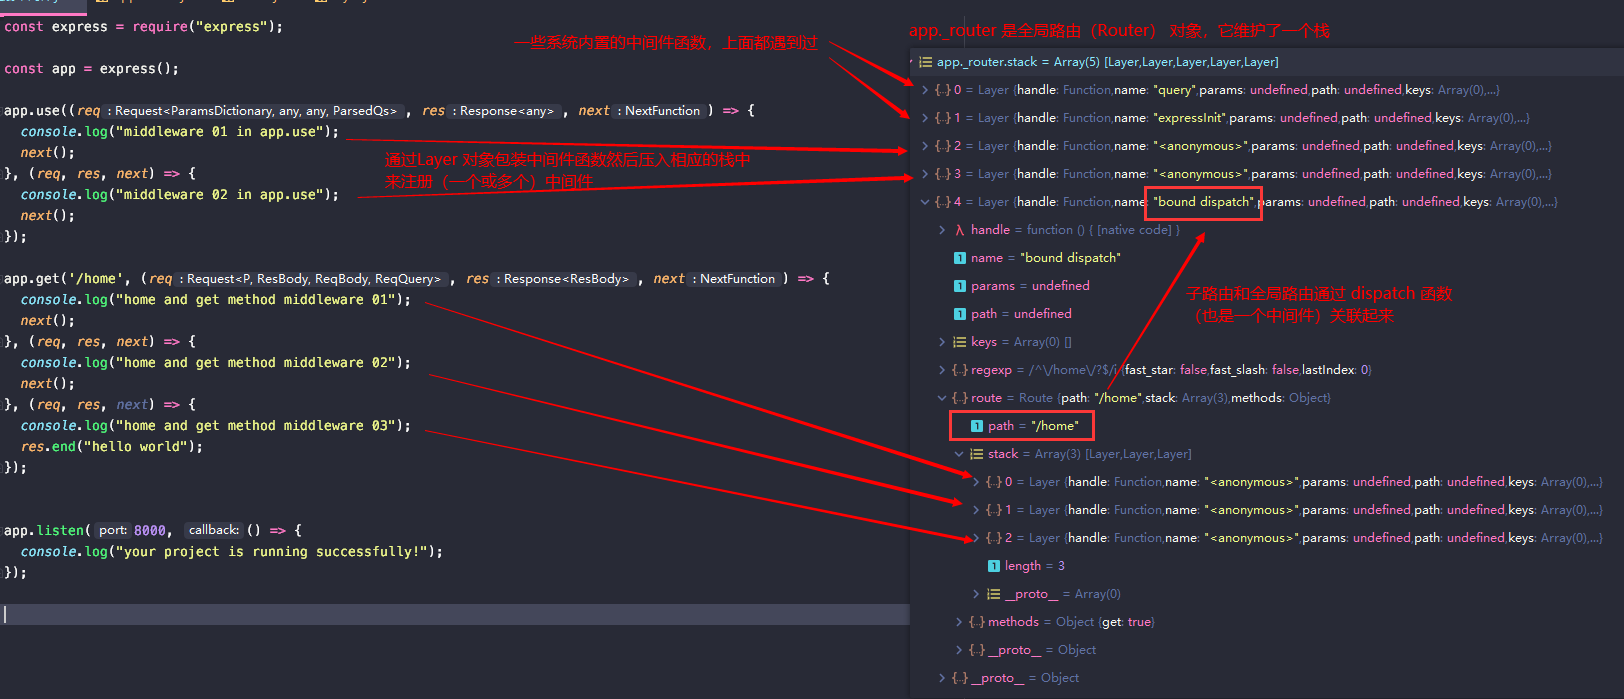 const express = require("express");
const app = express();
app.use((req : Request<ParamsDictionary, any, any, ParsedQs> , res : Response<any> , next : NextFunction ) => {
console.log("middleware 01 in app.use");
next();
}, (req, res, next) => {
console.log("middleware 02 in app.use");
next();
});
app.get('/home', (req : Request<P, ResBody, ReqBody, ReqQuery> , res : Response<ResBody> , next : NextFunction ) => {
console.log("home and get method middleware 01");
next();
}, (req, res, next) => {
console.log("home and get method middleware 02");
next();
}, (req, res, next) => {
console.log("home and get method middleware 03");
res.end("hello world");
});
app.listen( port: 8000, callback: () => {
console.log("your project is running successfully!");
});
一些系统内置的中间件函数，上面都遇到过
通过Layer 对象包装中间件函数然后压入相应的栈中
来注册（一个或多个）中间件
app._router 是全局路由（Router） 对象，它维护了一个栈
app._router.stack = Array(5) [Layer,Layer,Layer,Layer,Layer]
{..} 0 = Layer {handle: Function,name: "query",params: undefined,path: undefined,keys: Array(0),...}
{..} 1 = Layer {handle: Function,name: "expressInit",params: undefined,path: undefined,keys: Array(0),...}
{..} 2 = Layer {handle: Function,name: "<anonymous>",params: undefined,path: undefined,keys: Array(0),...}
{..} 3 = Layer {handle: Function,name: "<anonymous>",params: undefined,path: undefined,keys: Array(0),...}
{..} 4 = Layer {handle: Function,name: "bound dispatch",params: undefined,path: undefined,keys: Array(0),...}
λ handle = function () { [native code] }
1 name = "bound dispatch"
1 params = undefined
1 path = undefined
子路由和全局路由通过 dispatch 函数
（也是一个中间件）关联起来
keys = Array(0) []
{..} regexp = /^\/home\/?$/i {fast_star: false,fast_slash: false,lastIndex: 0}
{..} route = Route {path: "/home",stack: Array(3),methods: Object}
1 path = "/home"
stack = Array(3) [Layer,Layer,Layer]
{..} 0 = Layer {handle: Function,name: "<anonymous>",params: undefined,path: undefined,keys: Array(0),...}
{..} 1 = Layer {handle: Function,name: "<anonymous>",params: undefined,path: undefined,keys: Array(0),...}
{..} 2 = Layer {handle: Function,name: "<anonymous>",params: undefined,path: undefined,keys: Array(0),...}
1 length = 3
__proto__ = Array(0)
{..} methods = Object {get: true}
{..} __proto__ = Object
{..} __proto__ = Object